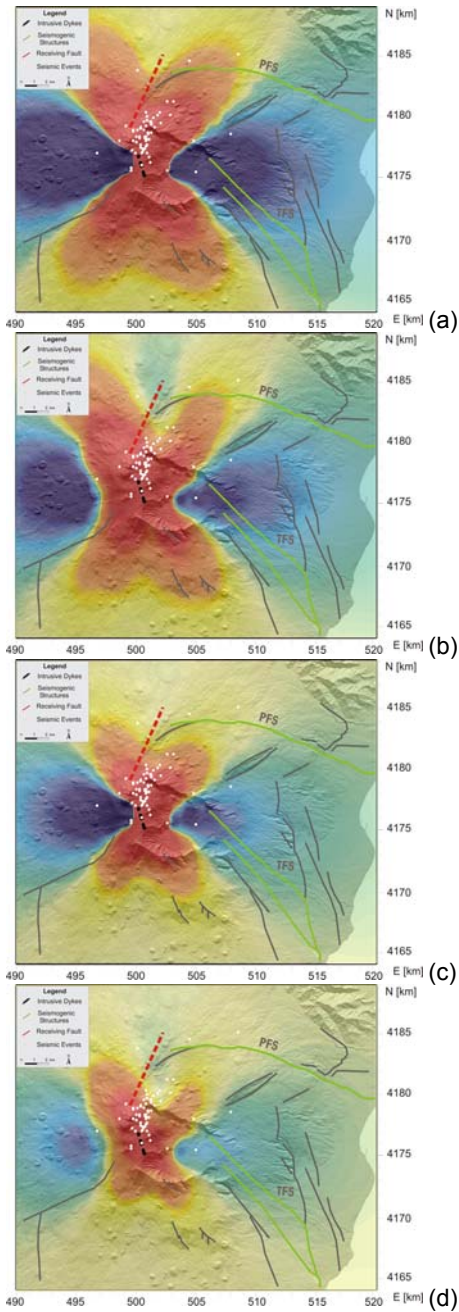 N [km]
Legend
Intrusive Dykes
Seismogenic
Structures
Receiving Fault
Seismic Events
PFS
TFS
4185
4180
4175
4170
4165
490 495 500 505 510 515 520
E [km] (a)
N [km]
Legend
Intrusive Dykes
Seismogenic
Structures
Receiving Fault
Seismic Events
PFS
TFS
4185
4180
4175
4170
4165
490 495 500 505 510 515 520
E [km] (b)
N [km]
Legend
Intrusive Dykes
Seismogenic
Structures
Receiving Fault
Seismic Events
PFS
TFS
4185
4180
4175
4170
4165
490 495 500 505 510 515 520
E [km] (c)
N [km]
Legend
Intrusive Dykes
Seismogenic
Structures
Receiving Fault
Seismic Events
PFS
TFS
4185
4180
4175
4170
4165
490 495 500 505 510 515 520
E [km] (d)